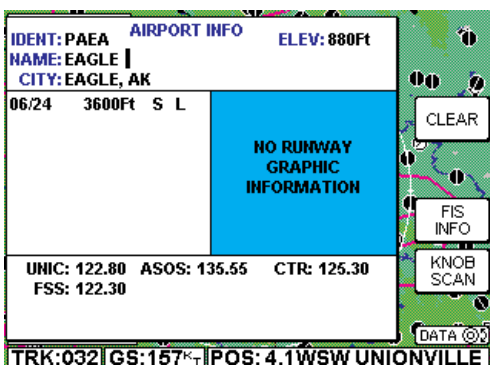 AIRPORT INFO
IDENT: PAEA ELEV: 880Ft
NAME: EAGLE
CITY: EAGLE, AK
06/24 3600Ft S L
NO RUNWAY
GRAPHIC
INFORMATION
UNIC: 122.80 ASOS: 135.55 CTR: 125.30
FSS: 122.30
CLEAR
FIS
INFO
KNOB
SCAN
DATA
TRK:032 GS:157KT POS: 4.1WSW UNIONVILLE